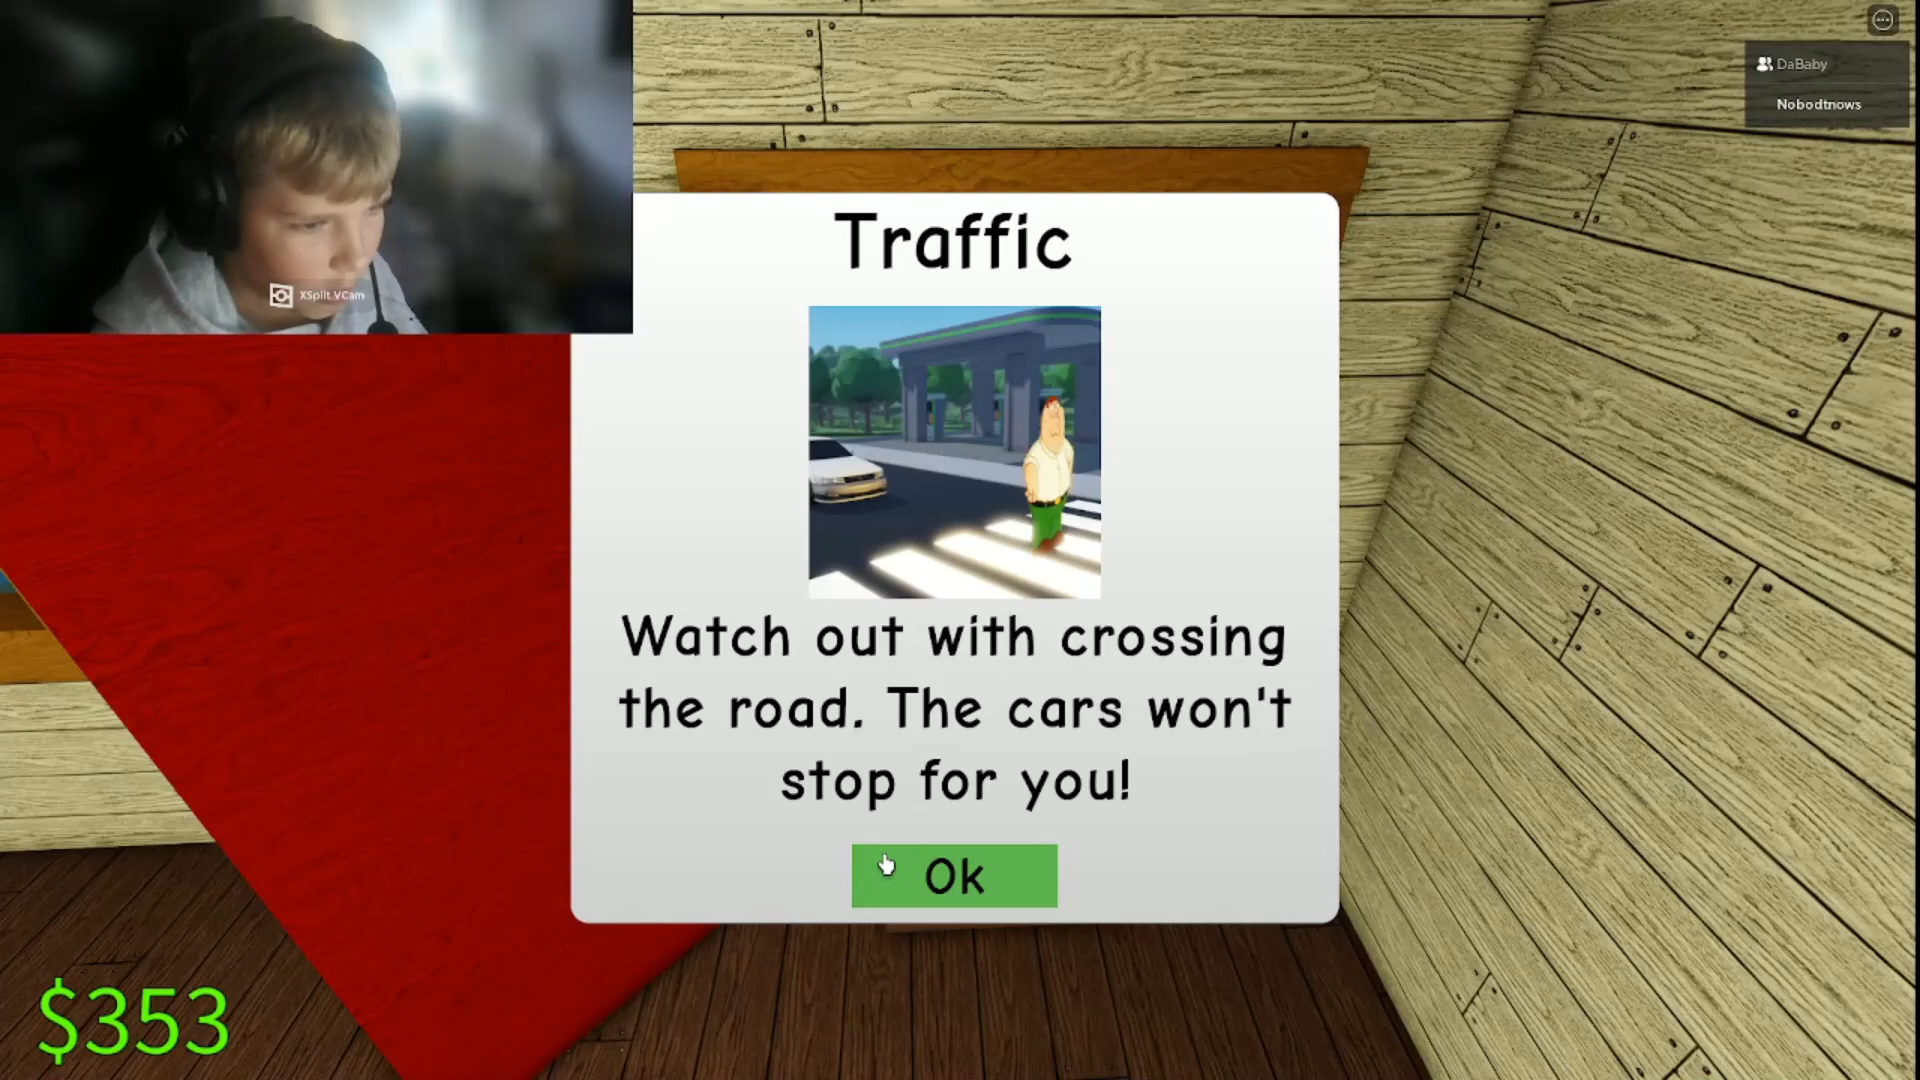 DaBaby
Nobodtnows
XSplit VCam
Traffic
Watch out with crossing
the road. The cars won't
stop for you!
Ok
$353